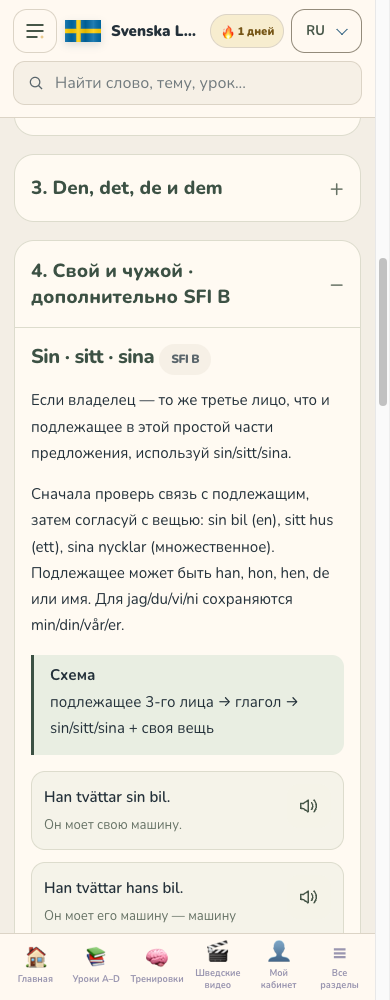 Svenska L...
🔥 1 дней
RU
Найти слово, тему, урок...
3. Den, det, de и dem
4. Свой и чужой ·
дополнительно SFI B
Sin · sitt · sina SFI B
Если владелец — то же третье лицо, что и
подлежащее в этой простой части
предложения, используй sin/sitt/sina.
Сначала проверь связь с подлежащим,
затем согласуй с вещью: sin bil (en), sitt hus
(ett), sina nycklar (множественное).
Подлежащее может быть han, hon, hen, de
или имя. Для jag/du/vi/ni сохраняются
min/din/vår/er.
Схема
подлежащее 3-го лица → глагол →
sin/sitt/sina + своя вещь
Han tvättar sin bil.
Он моет свою машину.
Han tvättar hans bil.
Он моет его машину — машину
Главная
Уроки A–D
Тренировки
Шведские
видео
Мой
кабинет
Все
разделы